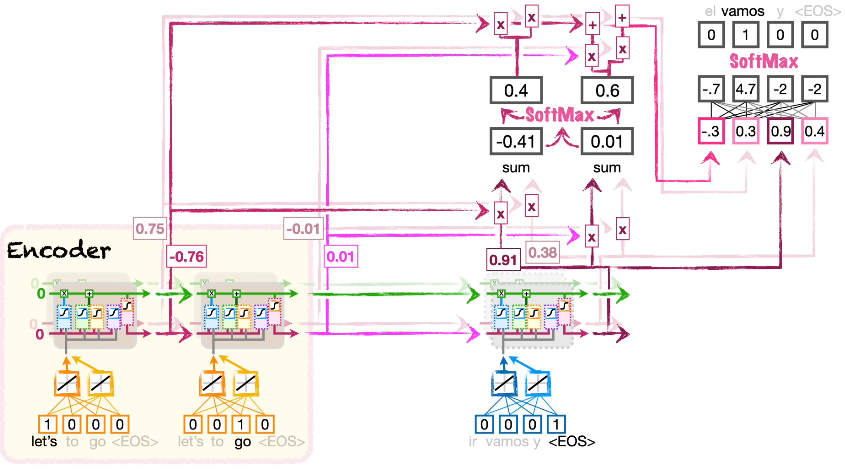 el vamos y <EOS>
0 1 0 0
SoftMax
-.7 4.7 -2 -2
-.3 0.3 0.9 0.4
x x + +
x x
0.4 0.6
SoftMax
-0.41 0.01
sum sum
x x x x
0.75 -0.01
-0.76 0.01 0.91 0.38
Encoder
0 x +
0 x + x + x +
0
0
1 0 0 0 0 0 1 0 0 0 0 1
let's to go <EOS> let's to go <EOS> ir vamos y <EOS>